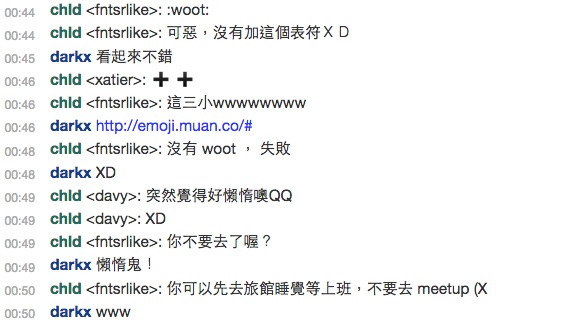 00:44 chld <fntsrlike>: :woot:
00:44 chld <fntsrlike>: 可惡，沒有加這個表符ＸＤ
00:45 darkx 看起來不錯
00:46 chld <xatier>: ➕ ➕
00:46 chld <fntsrlike>: 這三小wwwwwwww
00:46 darkx http://emoji.muan.co/#
00:48 chld <fntsrlike>: 沒有 woot ， 失敗
00:48 darkx XD
00:49 chld <davy>: 突然覺得好懶惰噢QQ
00:49 chld <davy>: XD
00:49 chld <fntsrlike>: 你不要去了喔？
00:49 darkx 懶惰鬼！
00:50 chld <fntsrlike>: 你可以先去旅館睡覺等上班，不要去 meetup (X
00:50 darkx www